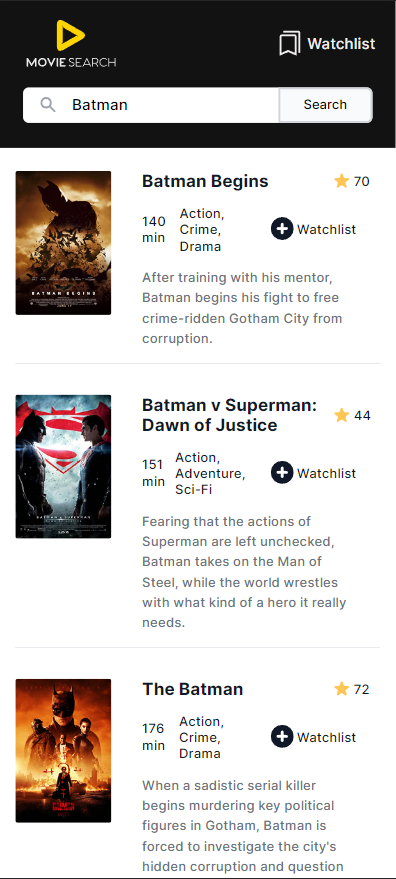 Watchlist
MOVIE SEARCH
Batman
Search
Batman Begins
70
140
min
Action,
Crime,
Drama
Watchlist
After training with his mentor,
Batman begins his fight to free
crime-ridden Gotham City from
corruption.
BATMAN BEGINS
Batman v Superman:
Dawn of Justice
44
151
min
Action,
Adventure,
Sci-Fi
Watchlist
Fearing that the actions of
Superman are left unchecked,
Batman takes on the Man of
Steel, while the world wrestles
with what kind of a hero it really
needs.
BATMAN V SUPERMAN
The Batman
72
176
min
Action,
Crime,
Drama
Watchlist
When a sadistic serial killer
begins murdering key political
figures in Gotham, Batman is
forced to investigate the city's
hidden corruption and question